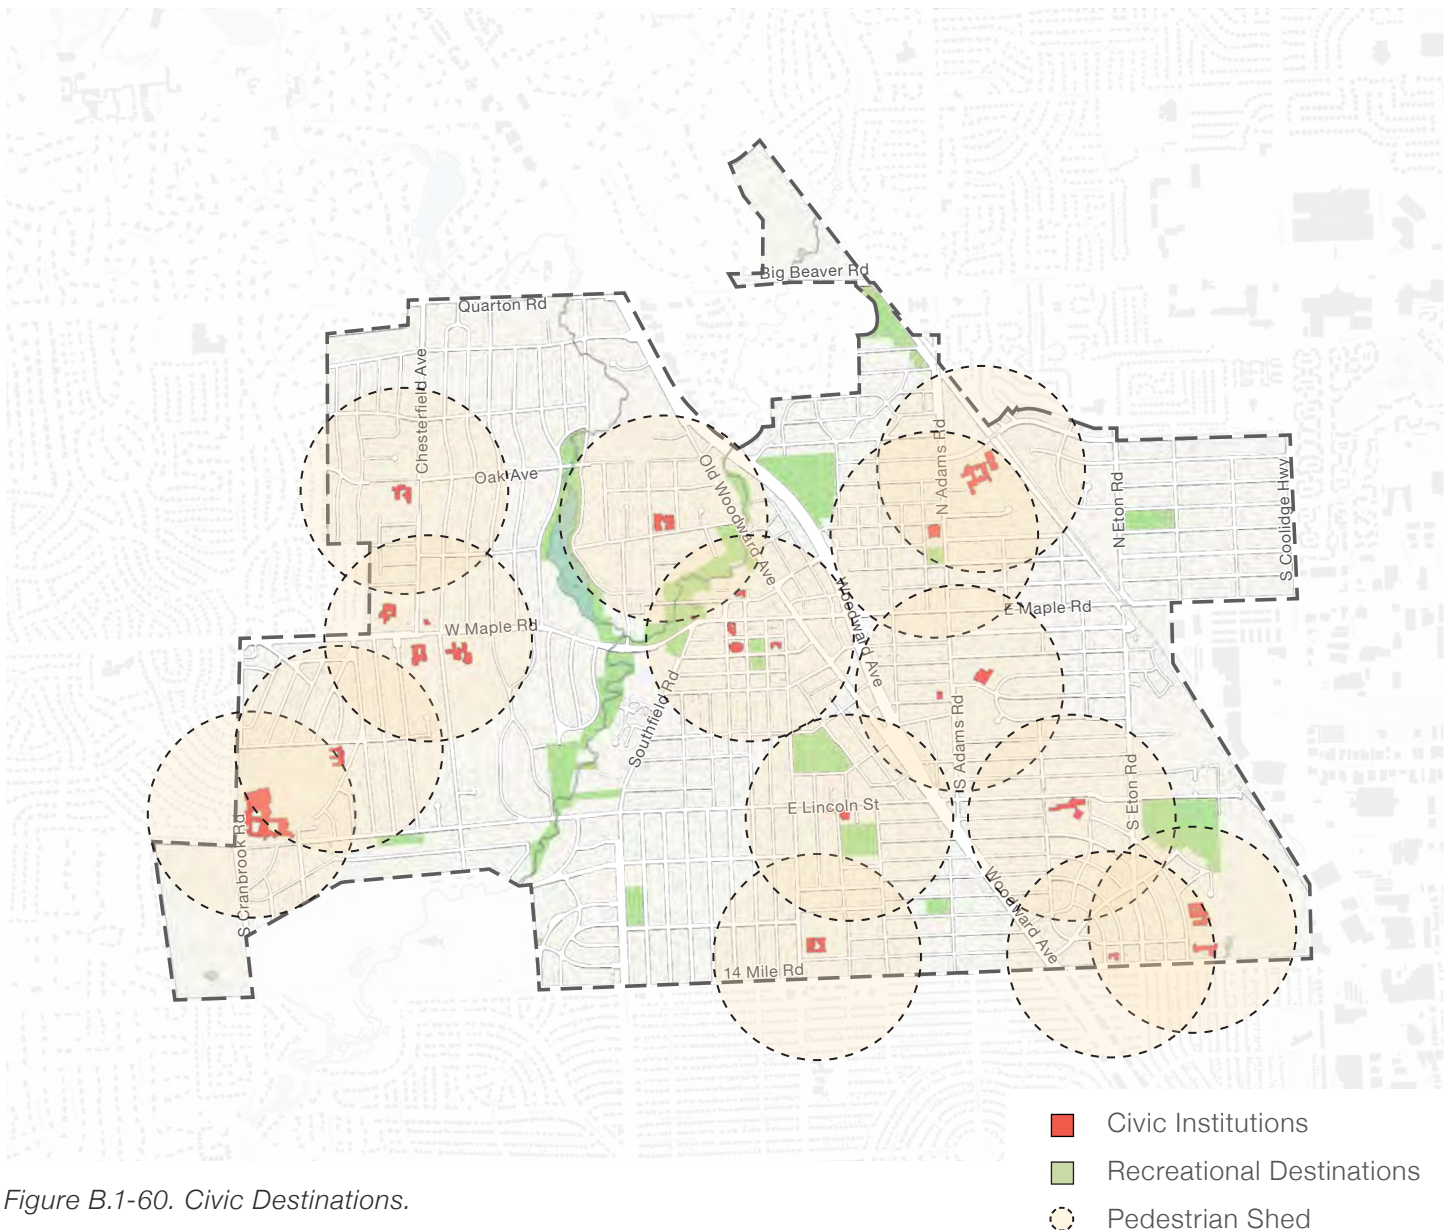 Big Beaver Rd
Quarton Rd
Chesterfield Ave
Oak Ave
Old Woodward Ave
N Adams Rd
N Eton Rd
S Coolidge Hwy
E Maple Rd
W Maple Rd
Woodward Ave
Southfield Rd
S Adams Rd
S Eton Rd
E Lincoln St
S Cranbrook Rd
Woodward Ave
14 Mile Rd
Civic Institutions
Recreational Destinations
Pedestrian Shed
Figure B.1-60. Civic Destinations.